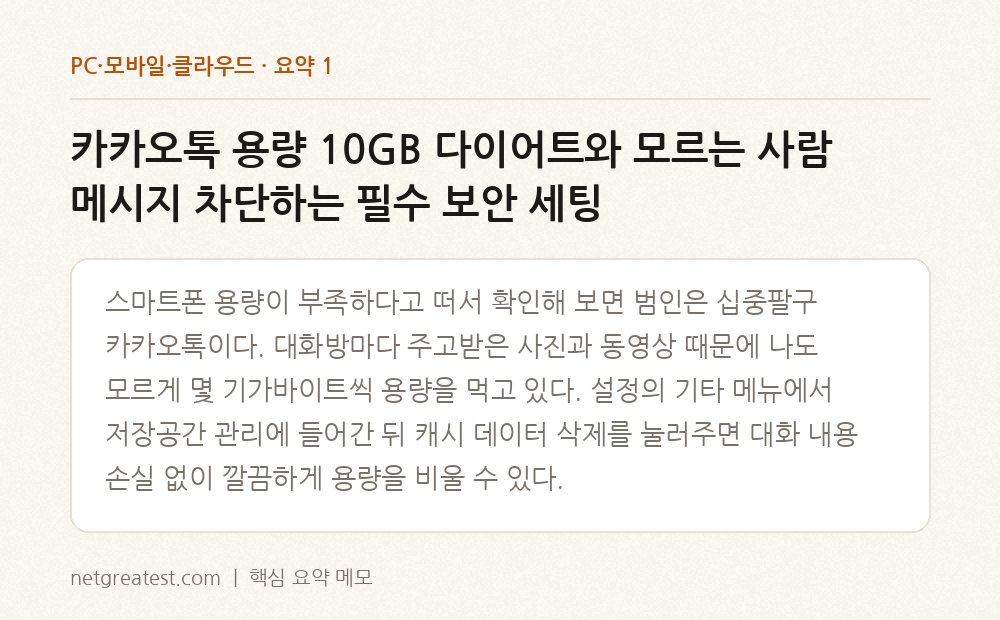 PC·모바일·클라우드 · 요약 1
카카오톡 용량 10GB 다이어트와 모르는 사람
메시지 차단하는 필수 보안 세팅
스마트폰 용량이 부족하다고 떠서 확인해 보면 범인은 십중팔구
카카오톡이다. 대화방마다 주고받은 사진과 동영상 때문에 나도
모르게 몇 기가바이트씩 용량을 먹고 있다. 설정의 기타 메뉴에서
저장공간 관리에 들어간 뒤 캐시 데이터 삭제를 눌러주면 대화 내용
손실 없이 깔끔하게 용량을 비울 수 있다.
netgreatest.com | 핵심 요약 메모